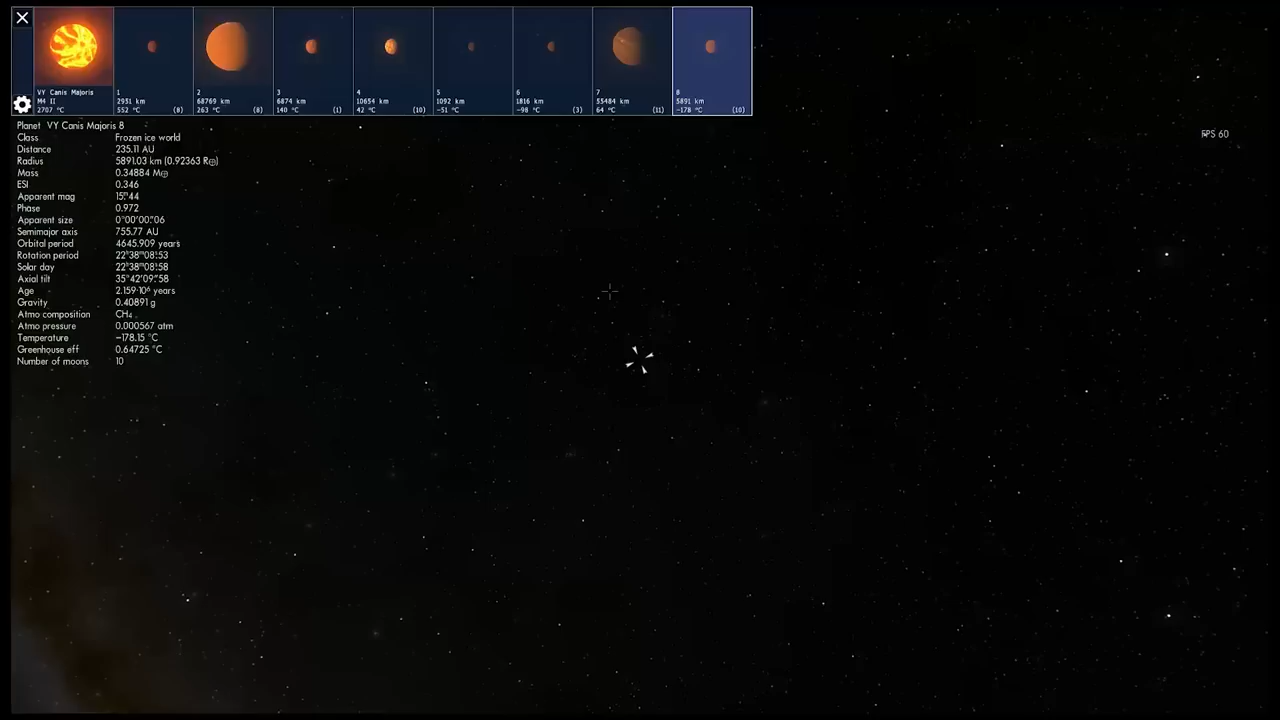 VY Canis Majoris
M4 II
2707 °C
1
2931 km
552 °C (8)
2
68769 km
263 °C (8)
3
6874 km
140 °C (1)
4
10654 km
42 °C (10)
5
1092 km
-51 °C
6
1816 km
-98 °C (3)
7
55484 km
64 °C (11)
8
5891 km
-178 °C (10)
Planet VY Canis Majoris 8
Class Frozen ice world
Distance 235.11 AU
Radius 5891.03 km (0.92363 R⊕)
Mass 0.34884 M⊕
ESI 0.346
Apparent mag 15ᵐ44
Phase 0.972
Apparent size 0°00'00."06
Semimajor axis 755.77 AU
Orbital period 4645.909 years
Rotation period 22ʰ38ᵐ08ˢ.53
Solar day 22ʰ38ᵐ08ˢ.58
Axial tilt 35°42'09."58
Age 2.159·10⁶ years
Gravity 0.40891 g
Atmo composition CH₄
Atmo pressure 0.000567 atm
Temperature -178.15 °C
Greenhouse eff 0.64725 °C
Number of moons 10
FPS 60